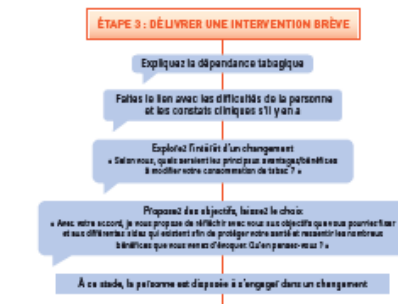 ÉTAPE 3 : DÉLIVRER UNE INTERVENTION BRÈVE
Expliquez la dépendance tabagique
Faites le lien avec les difficultés de la personne
et les constats cliniques s'il y en a
Explorez l'intérêt d'un changement
« Selon vous, quels seraient les principaux avantages/bénéfices
à modifier votre consommation de tabac ? »
Proposez des objectifs, laissez le choix
« Avec votre accord, je vous propose de réfléchir avec vous aux objectifs que vous pourriez fixer
et aux différentes aides qui existent afin de protéger votre santé et ressentir les nombreux
bénéfices que vous venez d'évoquer. Qu'en pensez-vous ? »
À ce stade, la personne est disposée à s'engager dans un changement